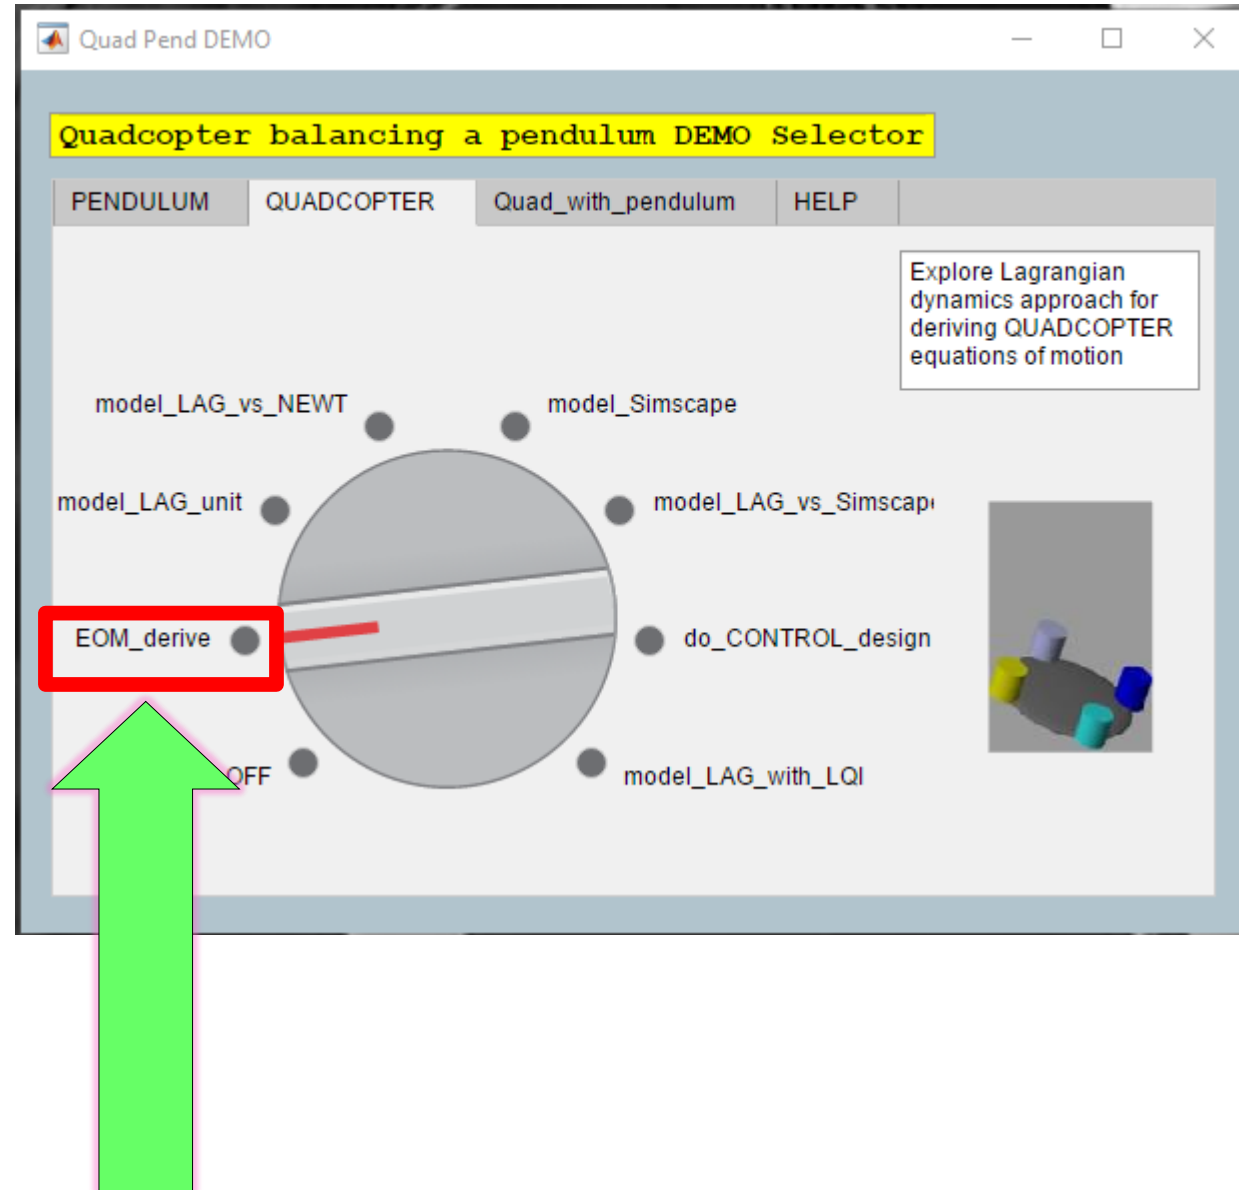 Quad Pend DEMO
Quadcopter balancing a pendulum DEMO Selector
PENDULUM QUADCOPTER Quad_with_pendulum HELP
Explore Lagrangian
dynamics approach for
deriving QUADCOPTER
equations of motion
model_LAG_vs_NEWT model_Simscape
model_LAG_unit model_LAG_vs_Simscap
EOM_derive do_CONTROL_design
OFF model_LAG_with_LQI